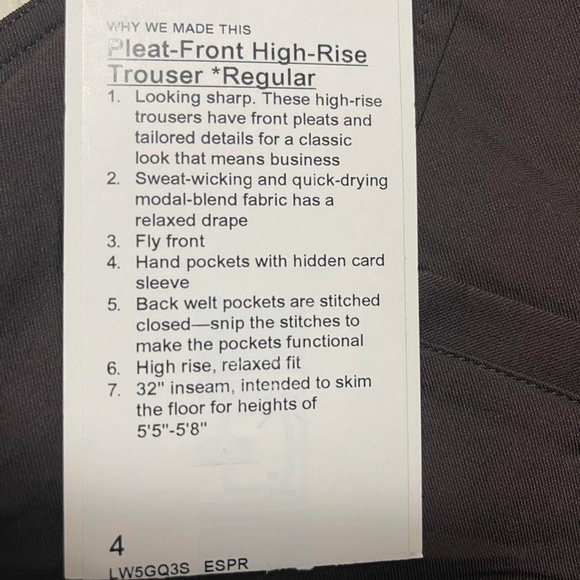 WHY WE MADE THIS
Pleat-Front High-Rise
Trouser *Regular
1. Looking sharp. These high-rise
trousers have front pleats and
tailored details for a classic
look that means business
2. Sweat-wicking and quick-drying
modal-blend fabric has a
relaxed drape
3. Fly front
4. Hand pockets with hidden card
sleeve
5. Back welt pockets are stitched
closed—snip the stitches to
make the pockets functional
6. High rise, relaxed fit
7. 32" inseam, intended to skim
the floor for heights of
5'5"-5'8"
4
LW5GQ3S ESPR